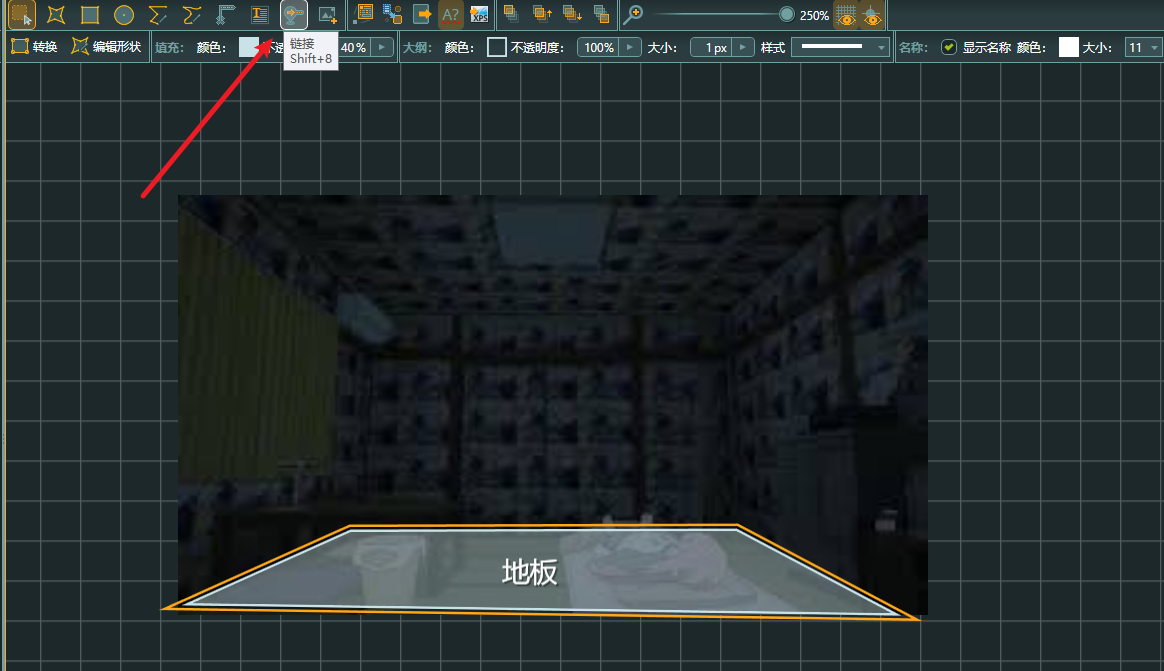 A?
XPS
250%
转换 编辑形状 填充: 颜色: 40% 大纲: 颜色: 不透明度: 100% 大小: 1 px 样式 名称: 显示名称 颜色: 大小: 11
链接
Shift+8
地板